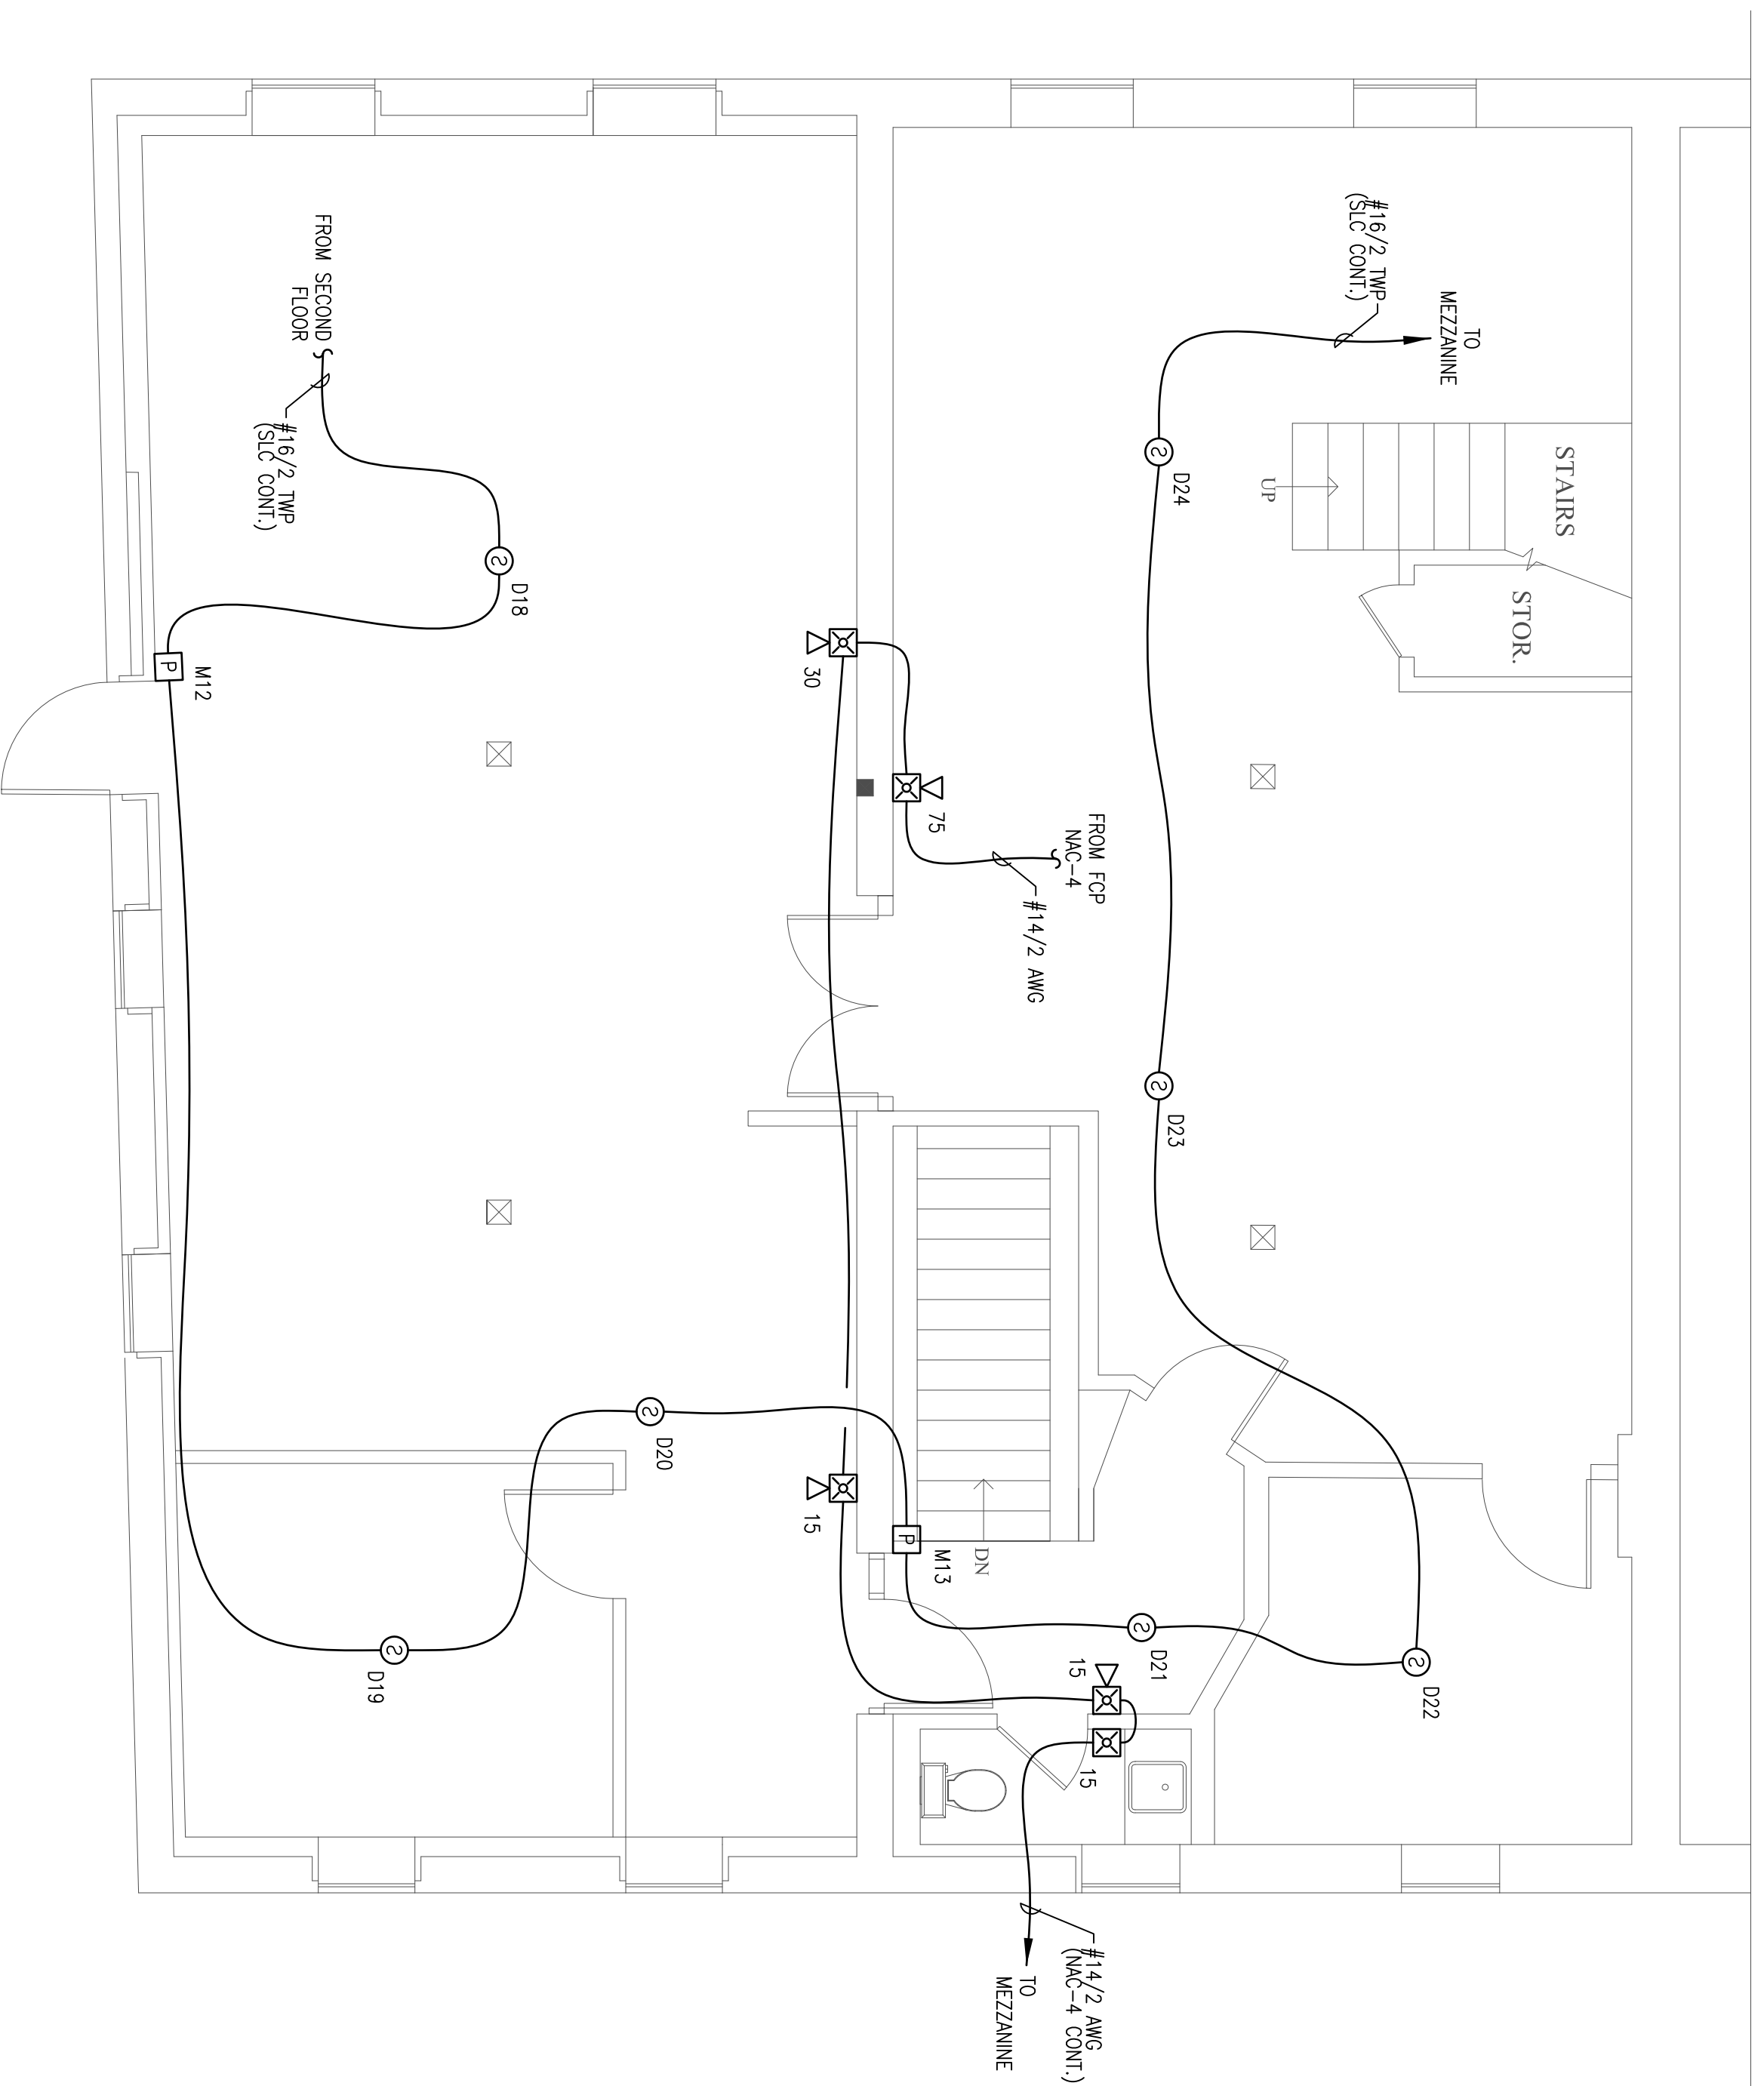 TO
MEZZANINE
#16/2 TWP
(SLC CONT.)
STAIRS
UP
STOR.
D24
FROM SECOND
FLOOR
#16/2 TWP
(SLC CONT.)
S
S
D18
P
M12
30
75
FROM FCP
NAC-4
#14/2 AWG
S
D23
S
D20
15
P
M13
DN
S
D19
S
D21
S
D22
15
15
#14/2 AWG
(NAC-4 CONT.)
TO
MEZZANINE